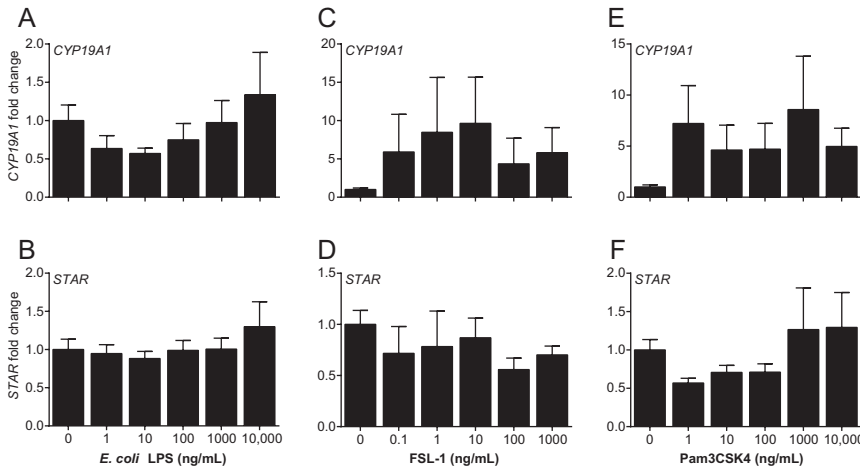 A
C
E
CYP19A1
CYP19A1
CYP19A1
CYP19A1 fold change
2.0
1.5
1.0
0.5
0.0
20
15
10
5
0
15
10
5
0
B
D
F
STAR
STAR
STAR
STAR fold change
2.0
1.5
1.0
0.5
0.0
1.5
1.0
0.5
0.0
2.0
1.5
1.0
0.5
0.0
0 1 10 100 1000 10,000
0 0.1 1 10 100 1000
0 1 10 100 1000 10,000
E. coli LPS (ng/mL)
FSL-1 (ng/mL)
Pam3CSK4 (ng/mL)